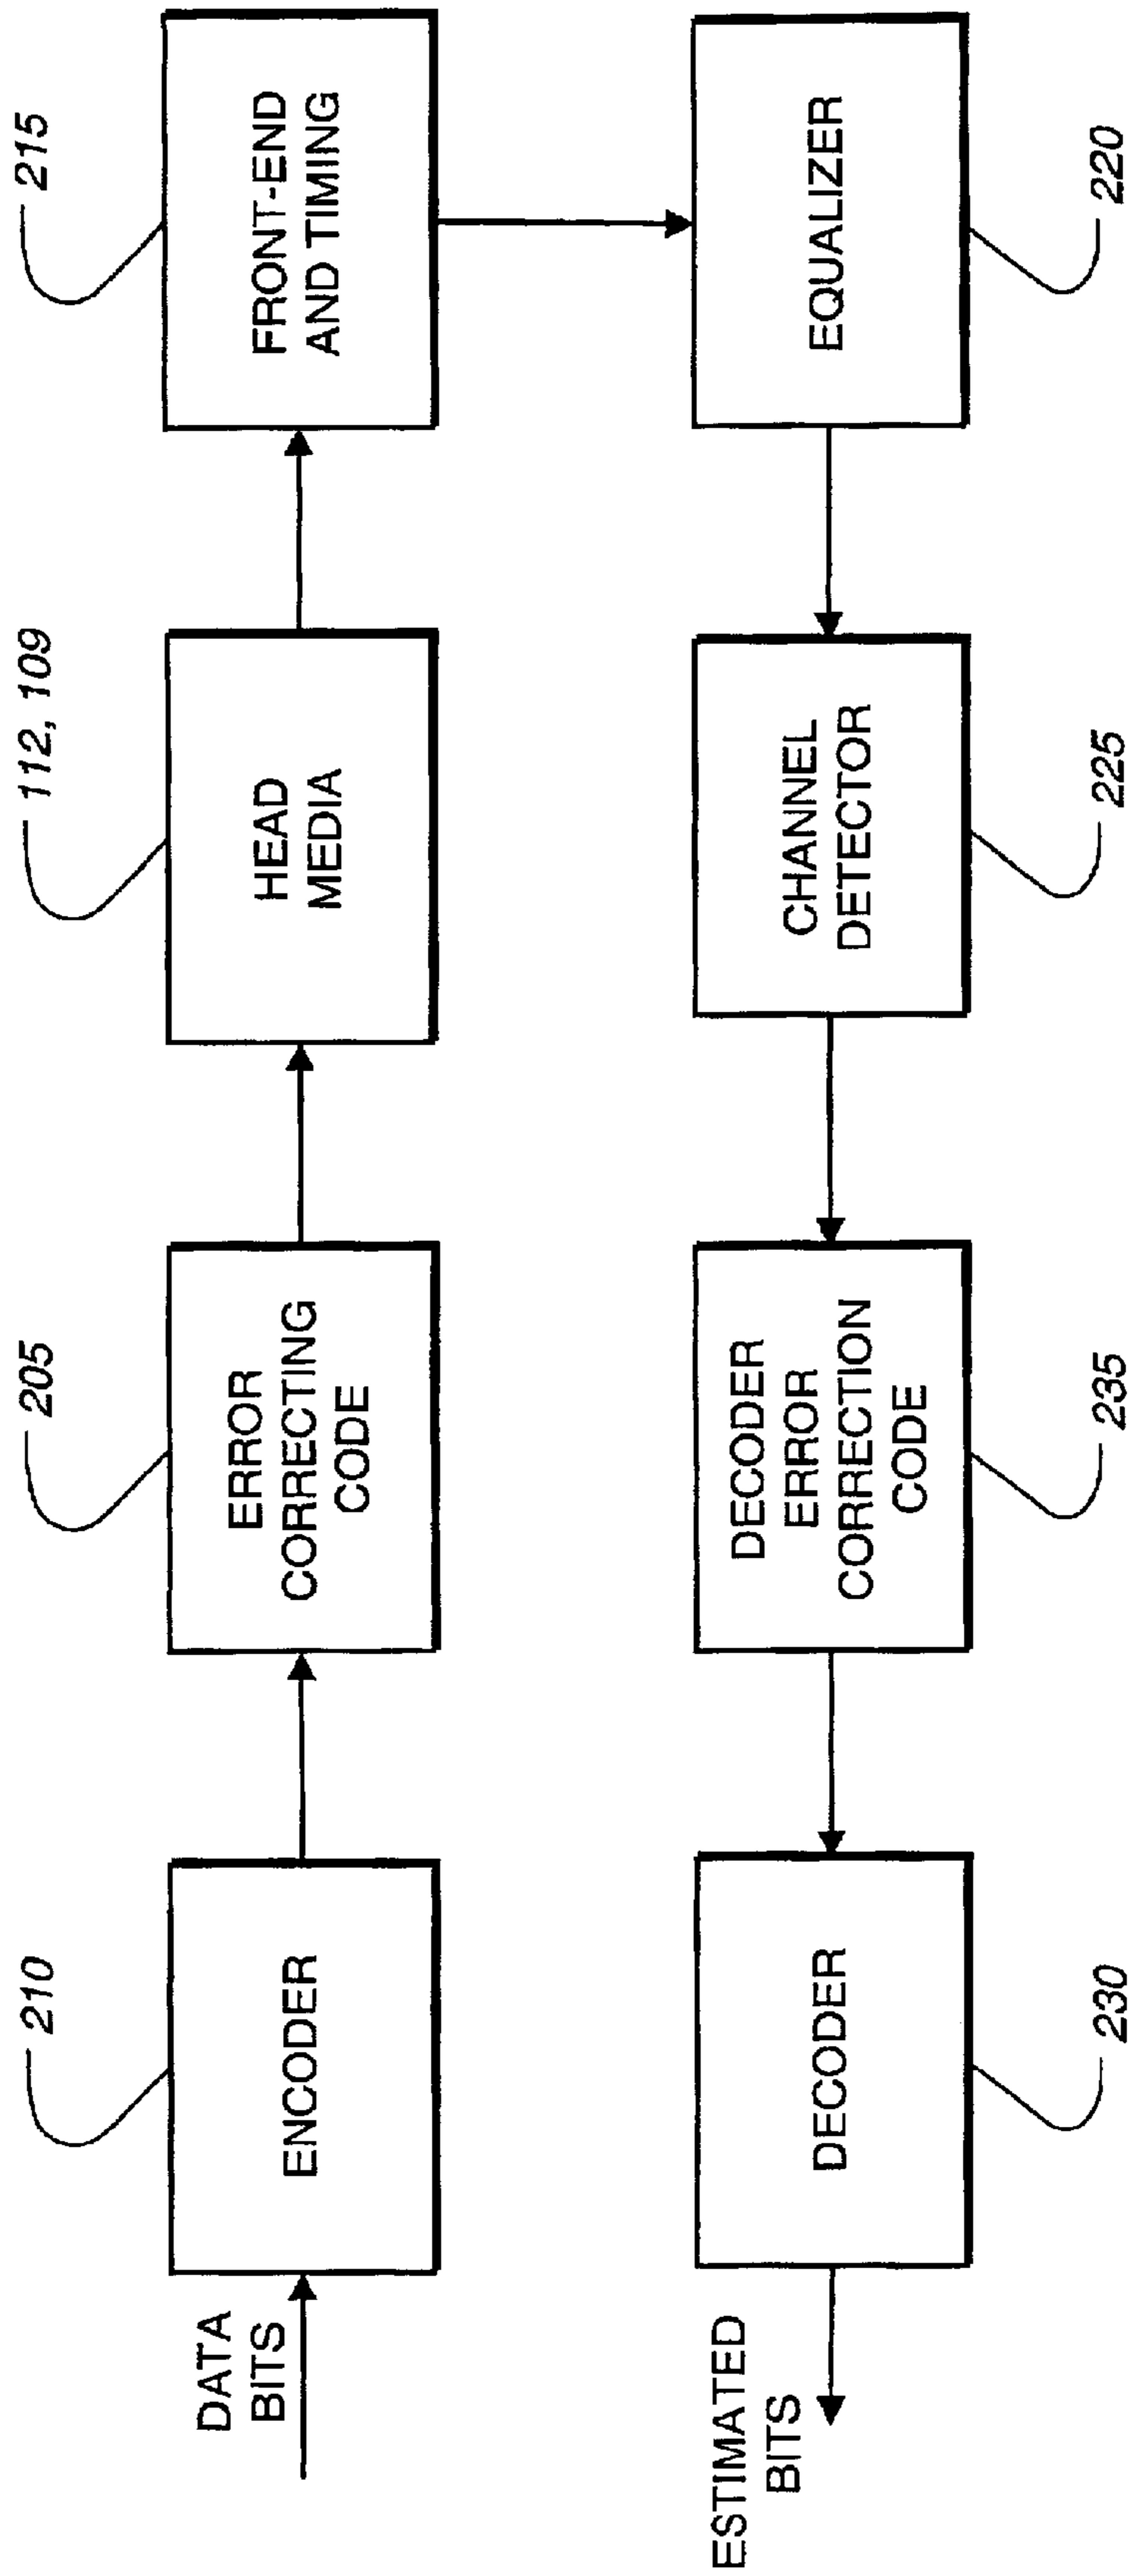 210
205
112, 109
215
DATA
BITS
ENCODER
ERROR
CORRECTING
CODE
HEAD
MEDIA
FRONT-END
AND TIMING
ESTIMATED
BITS
DECODER
DECODER
ERROR
CORRECTION
CODE
CHANNEL
DETECTOR
EQUALIZER
230
235
225
220